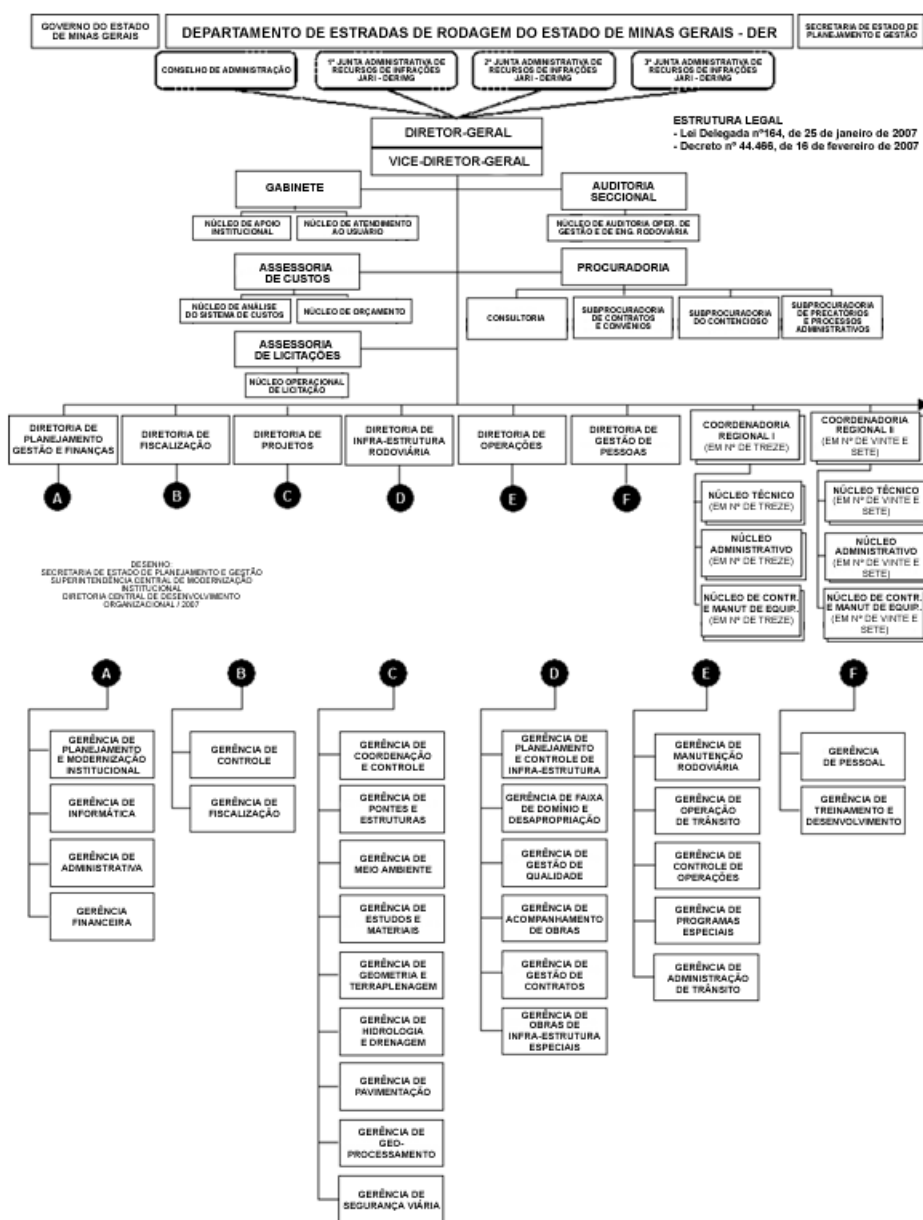 GOVERNO DO ESTADO
DE MINAS GERAIS
DEPARTAMENTO DE ESTRADAS DE RODAGEM DO ESTADO DE MINAS GERAIS - DER
SECRETARIA DE ESTADO DE
PLANEJAMENTO E GESTÃO
CONSELHO DE ADMINISTRAÇÃO
1ª JUNTA ADMINISTRATIVA DE
RECURSOS DE INFRAÇÕES
JARI - DER/MG
2ª JUNTA ADMINISTRATIVA DE
RECURSOS DE INFRAÇÕES
JARI - DER/MG
3ª JUNTA ADMINISTRATIVA DE
RECURSOS DE INFRAÇÕES
JARI - DER/MG
DIRETOR-GERAL
VICE-DIRETOR-GERAL
ESTRUTURA LEGAL
- Lei Delegada nº164, de 25 de janeiro de 2007
- Decreto nº 44.466, de 16 de fevereiro de 2007
GABINETE
AUDITORIA
SECCIONAL
NÚCLEO DE APOIO
INSTITUCIONAL
NÚCLEO DE ATENDIMENTO
AO USUÁRIO
NÚCLEO DE AUDITORIA OPER. DE
GESTÃO E DE ENG. RODOVIÁRIA
ASSESSORIA
DE CUSTOS
PROCURADORIA
NÚCLEO DE ANÁLISE
DO SISTEMA DE CUSTOS
NÚCLEO DE ORÇAMENTO
CONSULTORIA
SUBPROCURADORIA
DE CONTRATOS
E CONVÊNIOS
SUBPROCURADORIA
DO CONTENCIOSO
SUBPROCURADORIA
DE PRECATÓRIOS
E PROCESSOS
ADMINISTRATIVOS
ASSESSORIA
DE LICITAÇÕES
NÚCLEO OPERACIONAL
DE LICITAÇÃO
DIRETORIA DE
PLANEJAMENTO
GESTÃO E FINANÇAS
DIRETORIA DE
FISCALIZAÇÃO
DIRETORIA DE
PROJETOS
DIRETORIA DE
INFRA-ESTRUTURA
RODOVIÁRIA
DIRETORIA DE
OPERAÇÕES
DIRETORIA DE
GESTÃO DE
PESSOAS
COORDENADORIA
REGIONAL I
(EM Nº DE TREZE)
COORDENADORIA
REGIONAL II
(EM Nº DE VINTE E
SETE)
A
B
C
D
E
F
NÚCLEO TÉCNICO
(EM Nº DE TREZE)
NÚCLEO TÉCNICO
(EM Nº DE VINTE E
SETE)
NÚCLEO
ADMINISTRATIVO
(EM Nº DE TREZE)
NÚCLEO
ADMINISTRATIVO
(EM Nº DE VINTE E
SETE)
NÚCLEO DE CONTR.
E MANUT DE EQUIP.
(EM Nº DE TREZE)
NÚCLEO DE CONTR.
E MANUT DE EQUIP.
(EM Nº DE VINTE E
SETE)
DESENHO:
SECRETARIA DE ESTADO DE PLANEJAMENTO E GESTÃO
SUPERINTENDÊNCIA CENTRAL DE MODERNIZAÇÃO
INSTITUCIONAL
DIRETORIA CENTRAL DE DESENVOLVIMENTO
ORGANIZACIONAL / 2007
A
GERÊNCIA DE
PLANEJAMENTO
E MODERNIZAÇÃO
INSTITUCIONAL
GERÊNCIA DE
INFORMÁTICA
GERÊNCIA DE
ADMINISTRATIVA
GERÊNCIA
FINANCEIRA
B
GERÊNCIA DE
CONTROLE
GERÊNCIA DE
FISCALIZAÇÃO
C
GERÊNCIA DE
COORDENAÇÃO
E CONTROLE
GERÊNCIA DE
PONTES E
ESTRUTURAS
GERÊNCIA DE
MEIO AMBIENTE
GERÊNCIA DE
ESTUDOS E
MATERIAIS
GERÊNCIA DE
GEOMETRIA E
TERRAPLENAGEM
GERÊNCIA DE
HIDROLOGIA
E DRENAGEM
GERÊNCIA DE
PAVIMENTAÇÃO
GERÊNCIA DE
GEO-
PROCESSAMENTO
GERÊNCIA DE
SEGURANÇA VIÁRIA
D
GERÊNCIA DE
PLANEJAMENTO
E CONTROLE DE
INFRA-ESTRUTURA
GERÊNCIA DE FAIXA
DE DOMÍNIO E
DESAPROPRIAÇÃO
GERÊNCIA DE
GESTÃO DE
QUALIDADE
GERÊNCIA DE
ACOMPANHAMENTO
DE OBRAS
GERÊNCIA DE
GESTÃO DE
CONTRATOS
GERÊNCIA DE
OBRAS DE
INFRA-ESTRUTURA
ESPECIAIS
E
GERÊNCIA DE
MANUTENÇÃO
RODOVIÁRIA
GERÊNCIA DE
OPERAÇÃO
DE TRÂNSITO
GERÊNCIA DE
CONTROLE DE
OPERAÇÕES
GERÊNCIA DE
PROGRAMAS
ESPECIAIS
GERÊNCIA DE
ADMINISTRAÇÃO
DE TRÂNSITO
F
GERÊNCIA
DE PESSOAL
GERÊNCIA DE
TREINAMENTO E
DESENVOLVIMENTO